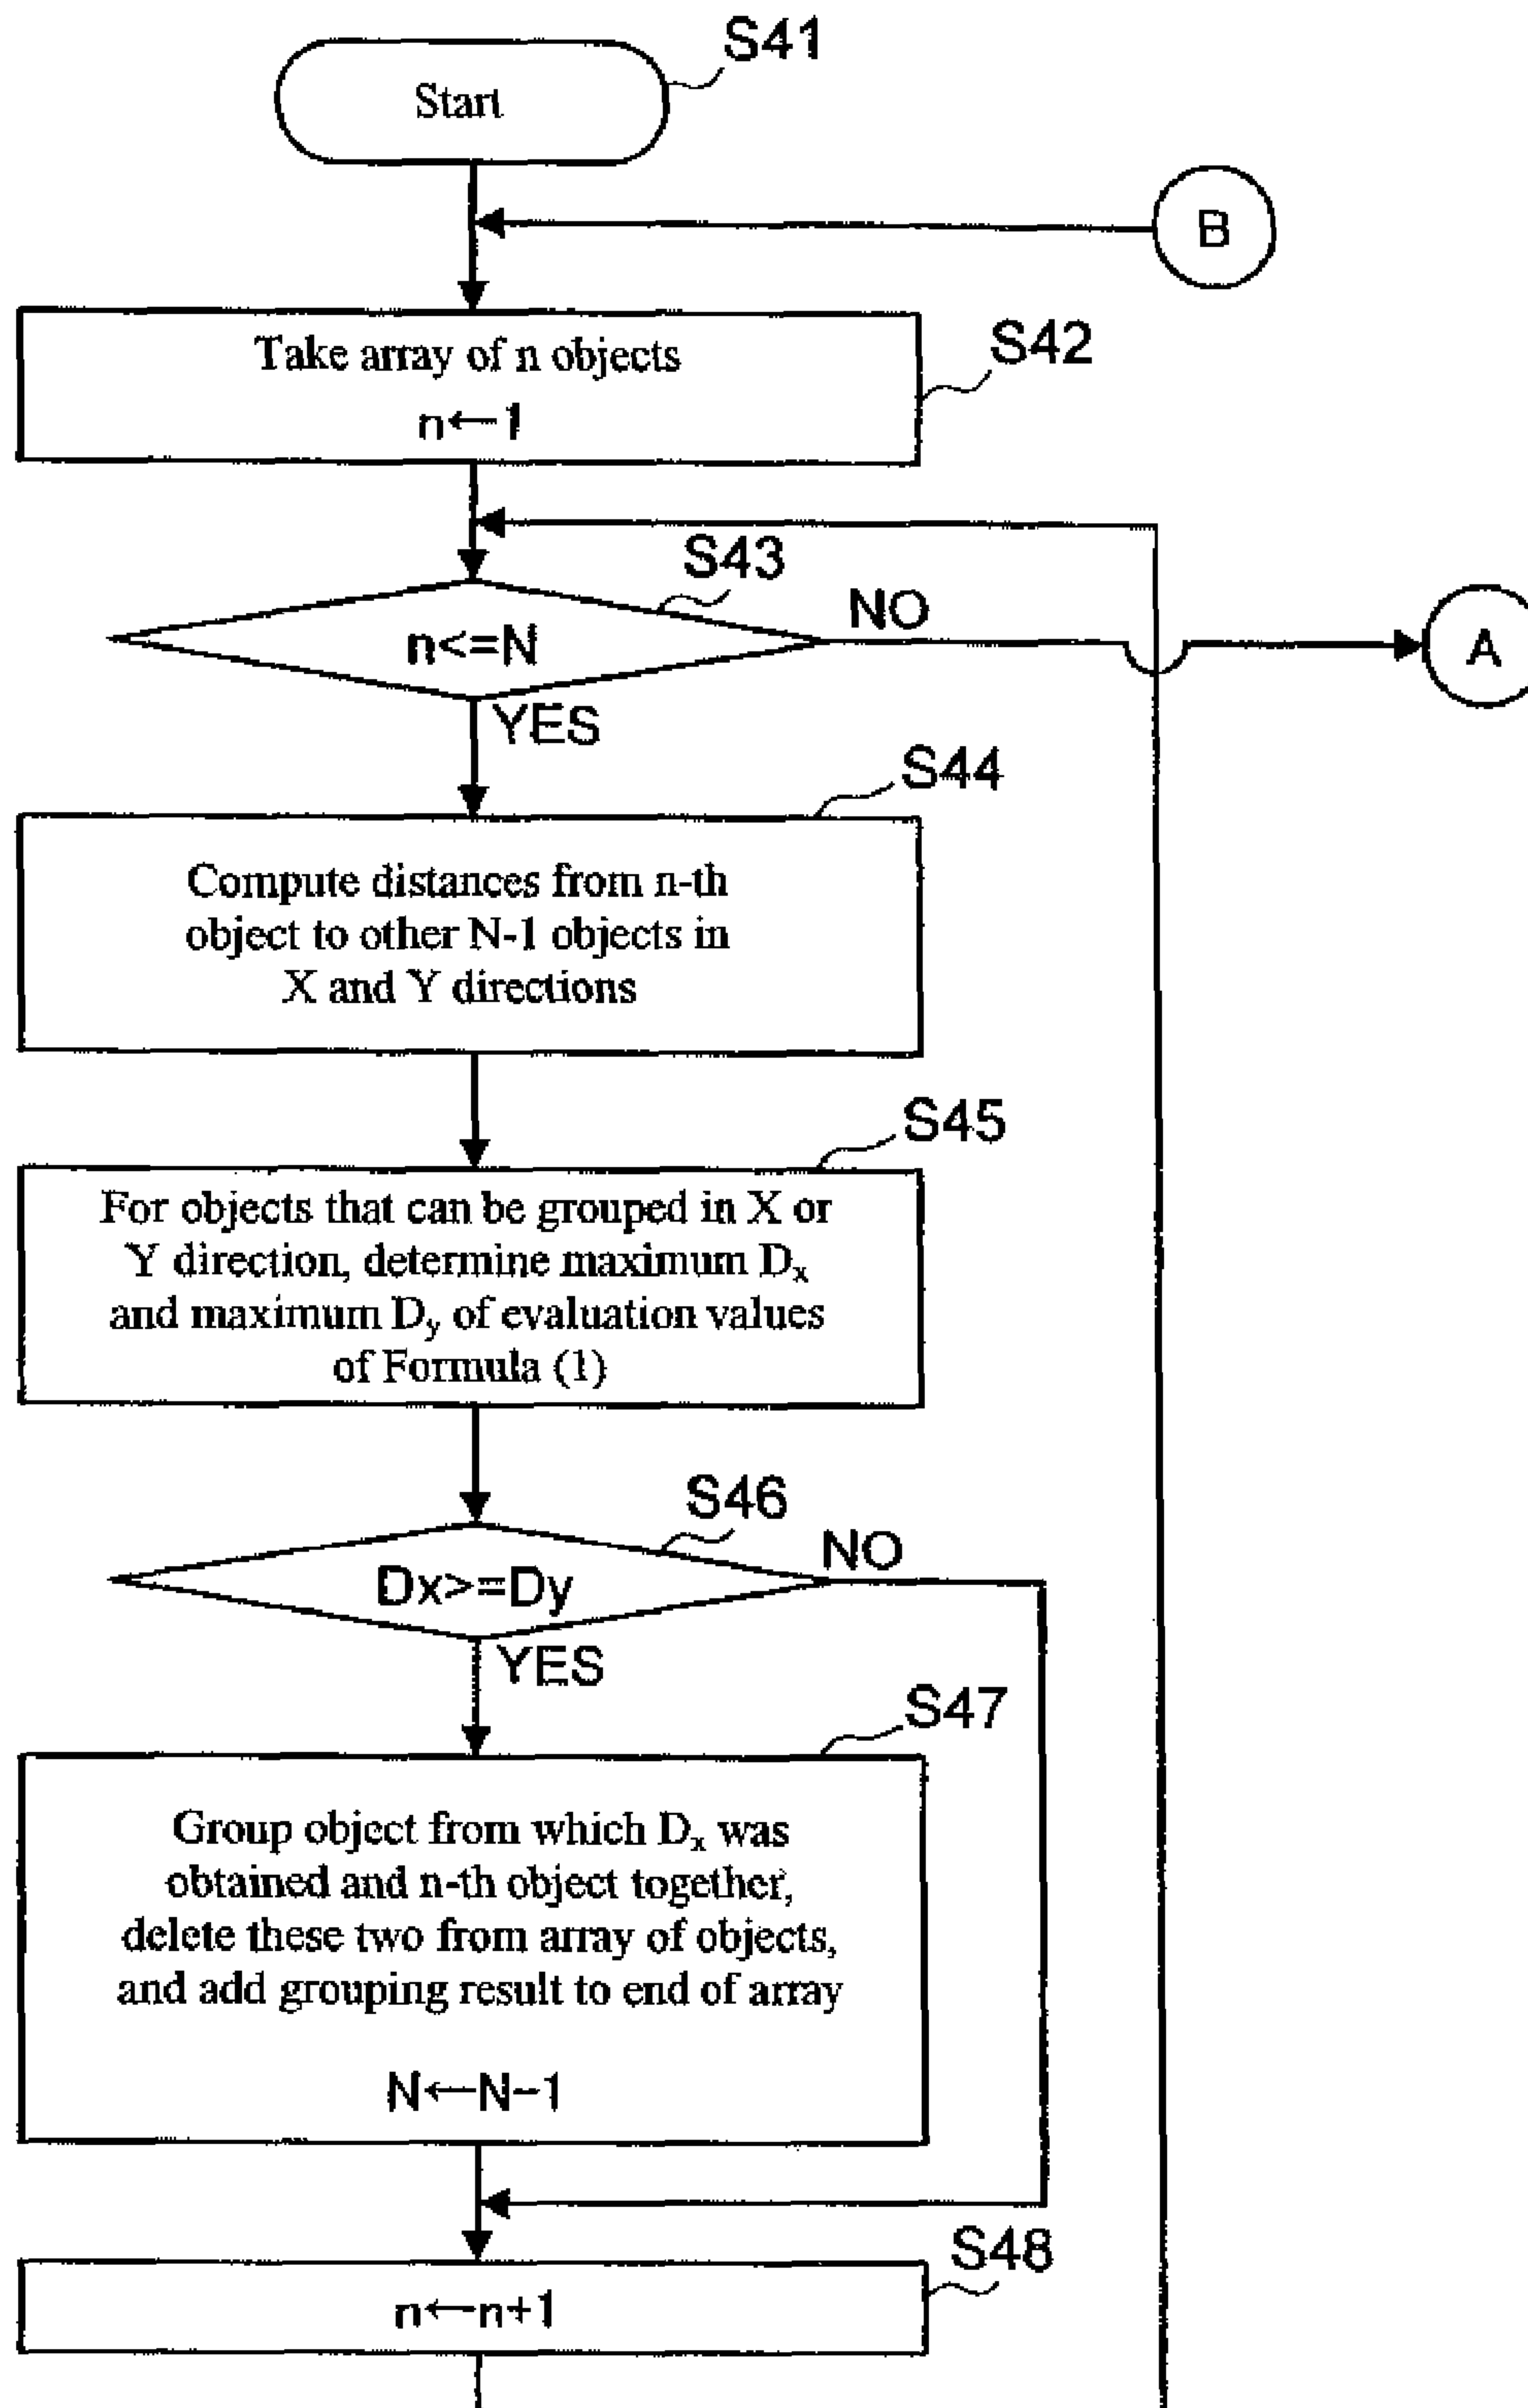 Start
S41
B
Take array of n objects
n←1
S42
S43
n<=N
NO
A
YES
S44
Compute distances from n-th
object to other N-1 objects in
X and Y directions
S45
For objects that can be grouped in X or
Y direction, determine maximum Dx
and maximum Dy of evaluation values
of Formula (1)
S46
Dx>=Dy
NO
YES
S47
Group object from which Dx was
obtained and n-th object together,
delete these two from array of objects,
and add grouping result to end of array
N←N−1
S48
n←n+1